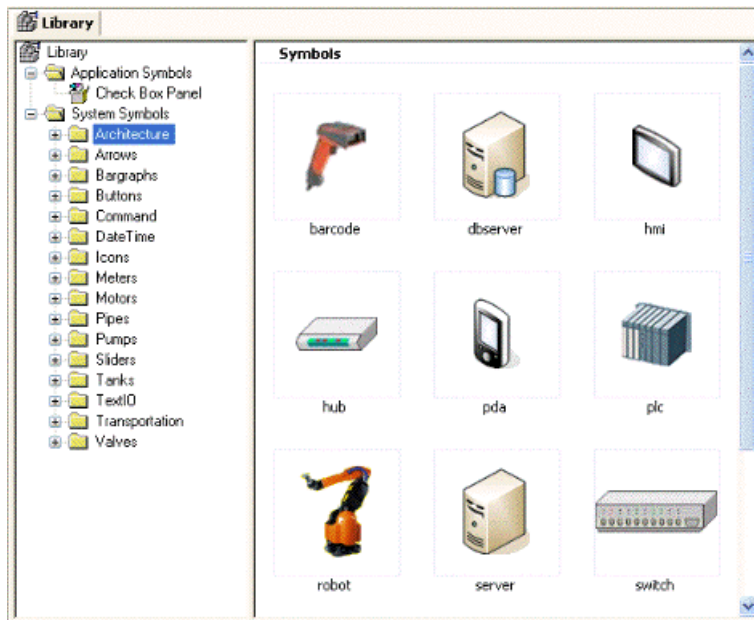 Library
Library
Application Symbols
Check Box Panel
System Symbols
Architecture
Arrows
Bargraphs
Buttons
Command
DateTime
Icons
Meters
Motors
Pipes
Pumps
Sliders
Tanks
TextIO
Transportation
Valves
Symbols
barcode dbserver hmi
hub pda plc
robot server switch